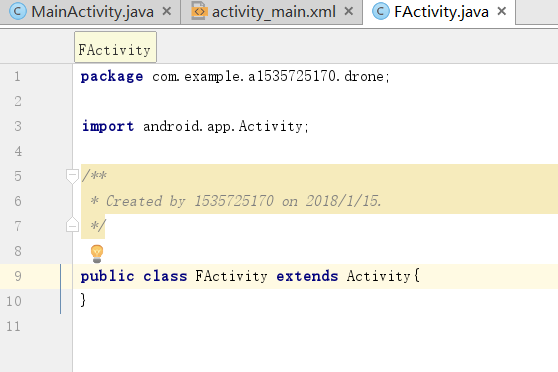 MainActivity.java
activity_main.xml
FActivity.java
FActivity
1 package com.example.a1535725170.drone;
2
3 import android.app.Activity;
4
5 /**
6 * Created by 1535725170 on 2018/1/15.
7 */
8
9 public class FActivity extends Activity{
10 }
11